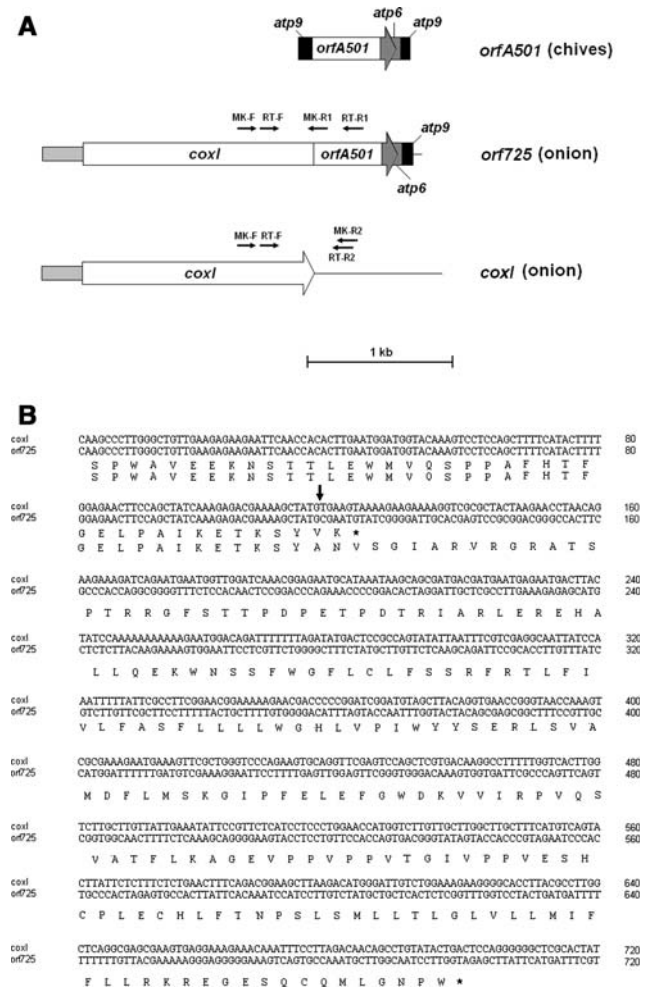 A
atp9
atp6
atp9
orfA501
orfA501 (chives)
MK-F RT-F MK-R1 RT-R1
atp9
coxI orfA501
orf725 (onion)
atp6
MK-F RT-F MK-R2
RT-R2
coxI
coxI (onion)
1 kb
B
coxI CAAGCCCTTGGGCTGTTGAAGAGAAGAATTCAACCACACTTGAATGGATGGTACAAAGTCCTCCAGCTTTTCATACTTTT 80
orf725 CAAGCCCTTGGGCTGTTGAAGAGAAGAATTCAACCACACTTGAATGGATGGTACAAAGTCCTCCAGCTTTTCATACTTTT 80
S P W A V E E K N S T T L E W M V Q S P P A F H T F
S P W A V E E K N S T T L E W M V Q S P P A F H T F
coxI GGAGAACTTCCAGCTATCAAAGAGACGAAAAGCTATGTGAAGTAAAAGAAGAAAAGGTCGCGCTACTAAGAACCTAACAG 160
orf725 GGAGAACTTCCAGCTATCAAAGAGACGAAAAGCTATGCGAATGTATCGGGGATTGCACGAGTCCGCGGACGGGCCACTTC 160
G E L P A I K E T K S Y V K *
G E L P A I K E T K S Y A N V S G I A R V R G R A T S
coxI AAGAAAGATCAGAATGAATGGTTGGATCAAACGGAGAATGCATAAATAAGCAGCGATGACGATGAATGAGAATGACTTAC 240
orf725 GCCCACCAGGCGGGGTTTCTCCACAACTCCGGACCCAGAAACCCCGGACACTAGGATTGCTCGCCTTGAAAGAGAGCATG 240
P T R R G F S T T P D P E T P D T R I A R L E R E H A
coxI TATCCAAAAAAAAAAAGAATGGACAGATTTTTTTAGATATGACTCCGCCAGTATATTAATTTCGTCGAGGCAATTATCCA 320
orf725 CTCTCTTACAAGAAAAGTGGAATTCCTCGTTCTGGGGCTTTCTATGCTTGTTCTCAAGCAGATTCCGCACCTTGTTTATC 320
L L Q E K W N S S F W G F L C L F S S R F R T L F I
coxI AATTTTTATTCGCCTTCGGAACGGAAAAAGAACGACCCCCGGATCGGATGTAGCTTACAGGTGAACCGGGTAACCAAAGT 400
orf725 GTCTTGTTCGCTTCCTTTTTACTGCTTTTGTGGGGACATTTAGTACCAATTTGGTACTACAGCGAGCGGCTTTCCGTTGC 400
V L F A S F L L L L W G H L V P I W Y Y S E R L S V A
coxI CGCGAAAGAATGAAAGTTCGCTGGGTCCCAGAAGTGCAGGTTCGAGTCCAGCTCGTGACAAGGCCTTTTTGGTCACTTGG 480
orf725 CATGGATTTTTTGATGTCGAAAGGAATTCCTTTTGAGTTGGAGTTCGGGTGGGACAAAGTGGTGATTCGCCCAGTTCAGT 480
M D F L M S K G I P F E L E F G W D K V V I R P V Q S
coxI TCTTGCTTGTTATTGAAATATTCCGTTCTCATCCTCCCTGGAACCATGGTCTTGTTGCTTGGCTTGCTTTCATGTCAGTA 560
orf725 CGGTGGCAACTTTTCTCAAAGCAGGGGAAGTACCTCCTGTTCCACCAGTGACGGGTATAGTACCACCCGTAGAATCCCAC 560
V A T F L K A G E V P P V P P V T G I V P P V E S H
coxI CTTATTCTCTTTCTCTGAACTTTCAGACGGAAGCTTAAGACATGGGATTGTCTGGAAAGAAGGGGCACCTTACGCCTTGG 640
orf725 TGCCCACTAGAGTGCCACTTATTCACAAATCCATCCTTGTCTATGCTGCTCACTCTCGGTTTGGTCCTACTGATGATTTT 640
C P L E C H L F T N P S L S M L L T L G L V L L M I F
coxI CTCAGGCGAGCGAAGTGAGGAAAGAAACAAATTTCCTTAGACAACAGCCTGTATACTGACTCCAGGGGGGCTCGCACTAT 720
orf725 TTTTTTGTTACGAAAAAGGGAGGGGGAAAGTCAGTGCCAAATGCTTGGCAATCCTTGGTAGAGCTTATTCATGATTTCGT 720
F L L R K R E G E S Q C Q M L G N P W *